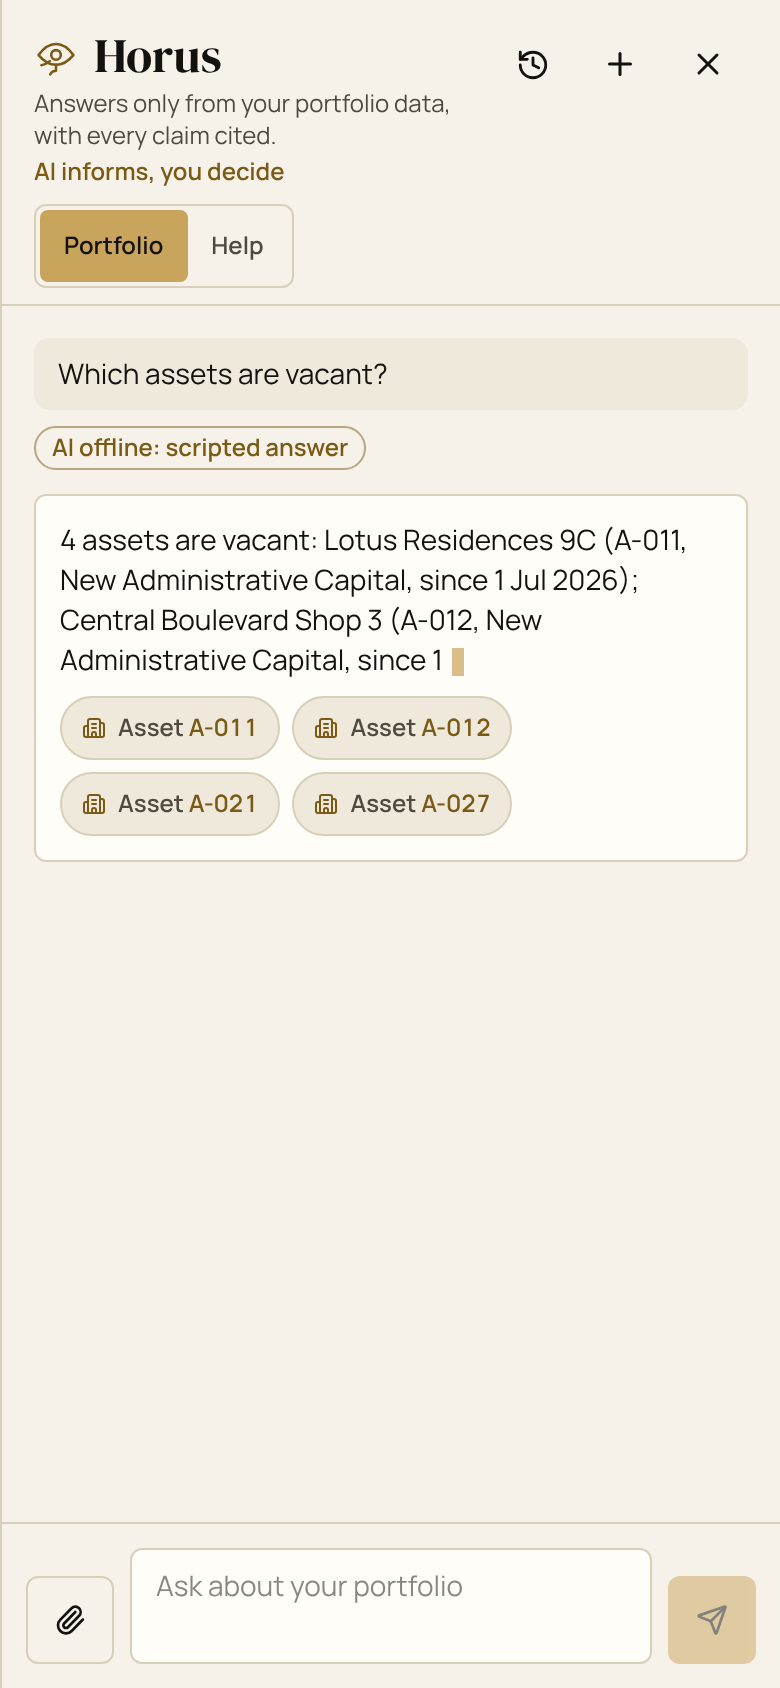 Horus
Answers only from your portfolio data,
with every claim cited.
AI informs, you decide
Portfolio
Help
Which assets are vacant?
AI offline: scripted answer
4 assets are vacant: Lotus Residences 9C (A-011,
New Administrative Capital, since 1 Jul 2026);
Central Boulevard Shop 3 (A-012, New
Administrative Capital, since 1
Asset A-011
Asset A-012
Asset A-021
Asset A-027
Ask about your portfolio